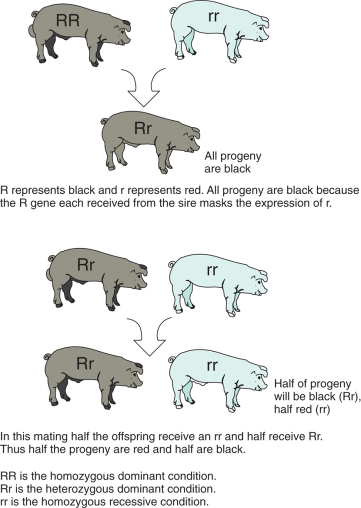 RR
rr
Rr
All progeny
are black
R represents black and r represents red. All progeny are black because
the R gene each received from the sire masks the expression of r.
Rr
rr
Rr
rr
Half of progeny
will be black (Rr),
half red (rr)
In this mating half the offspring receive an rr and half receive Rr.
Thus half the progeny are red and half are black.
RR is the homozygous dominant condition.
Rr is the heterozygous dominant condition.
rr is the homozygous recessive condition.